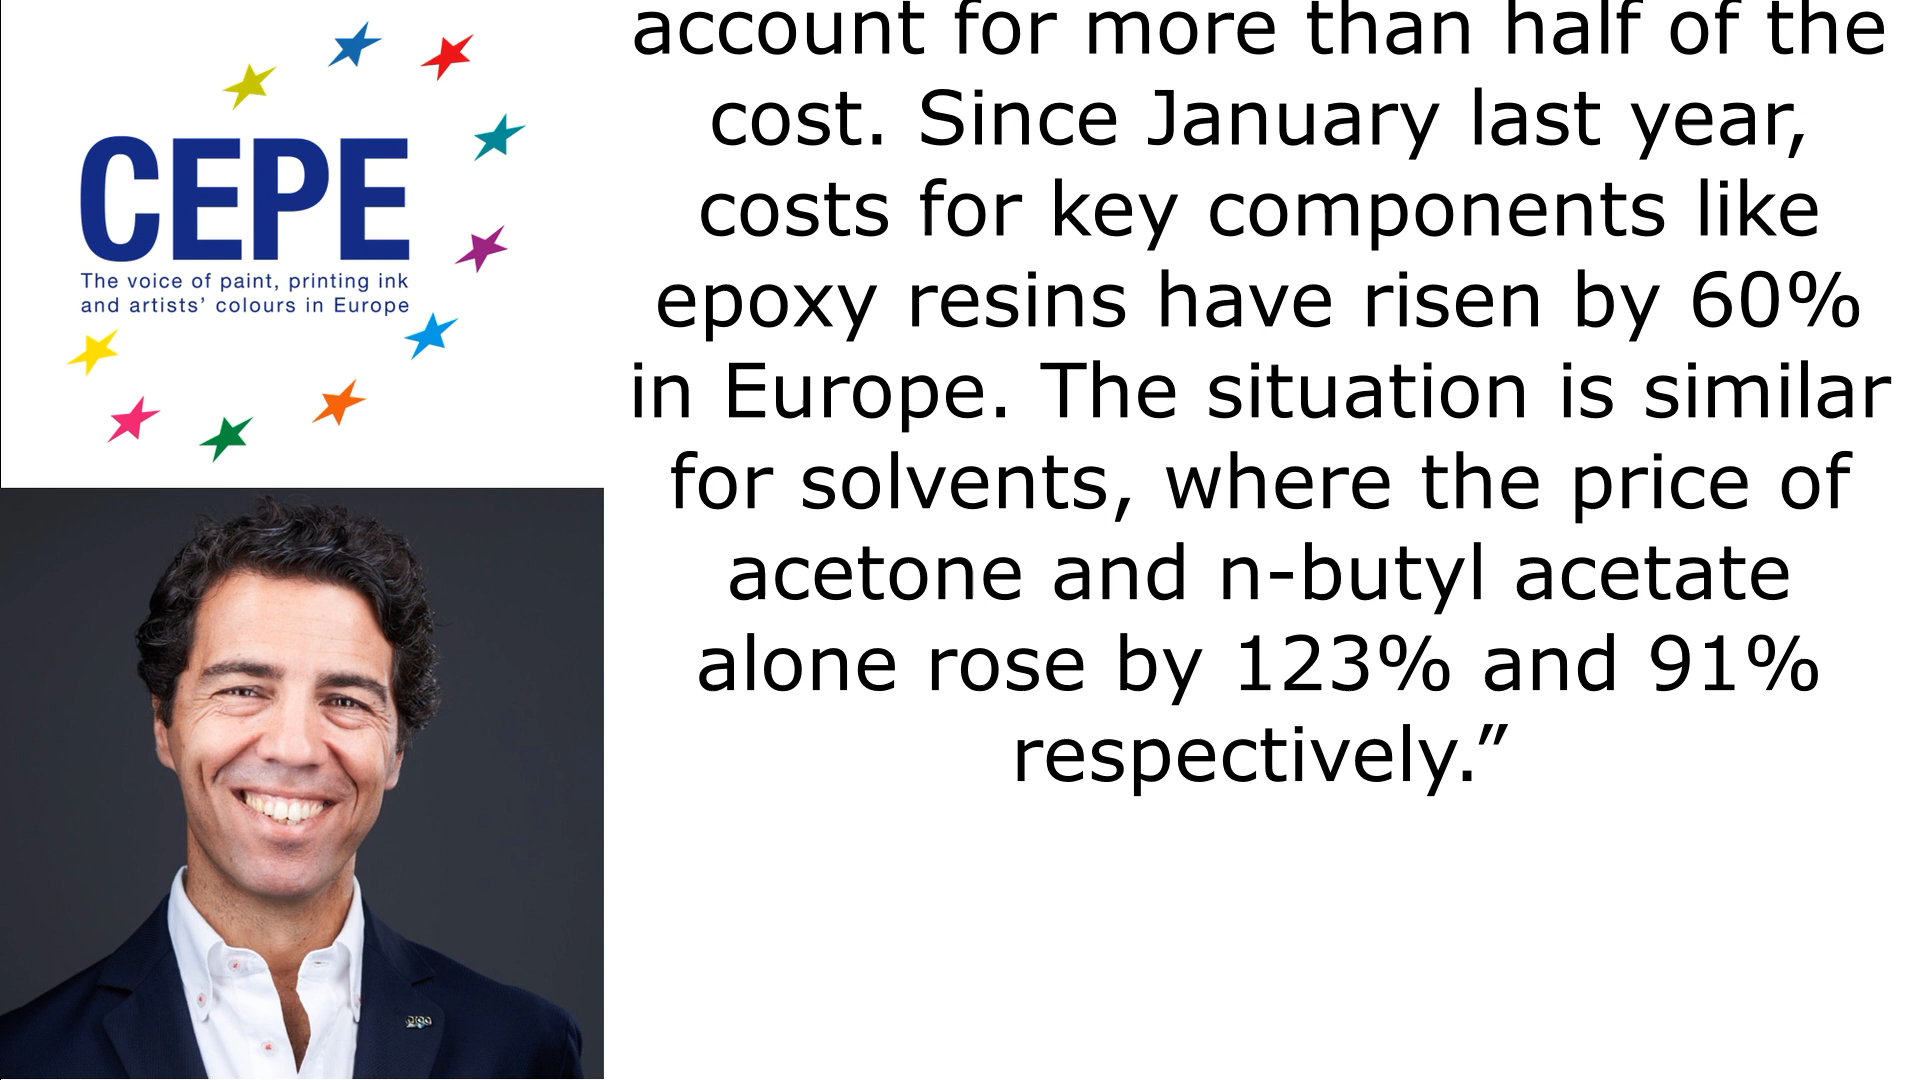 CEPE
The voice of paint, printing ink
and artists’ colours in Europe
account for more than half of the
cost. Since January last year,
costs for key components like
epoxy resins have risen by 60%
in Europe. The situation is similar
for solvents, where the price of
acetone and n-butyl acetate
alone rose by 123% and 91%
respectively.”